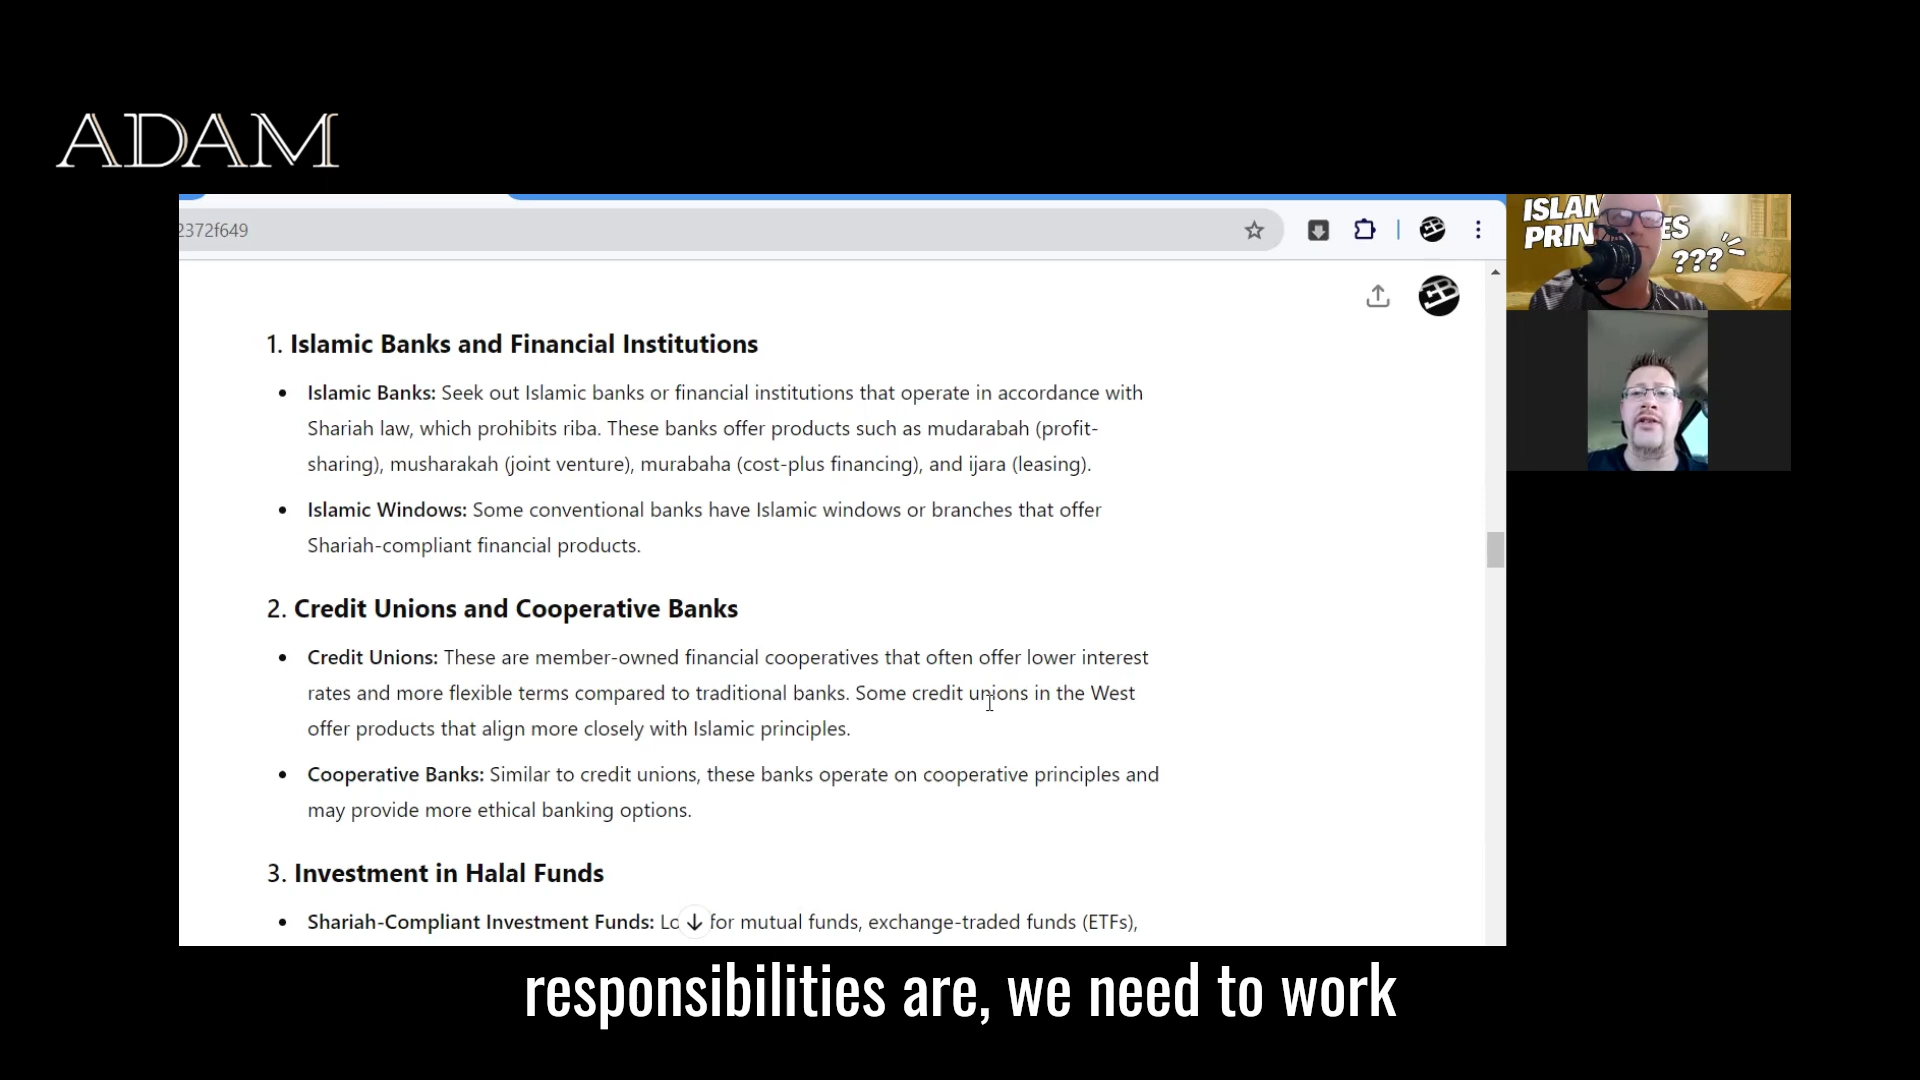 ADAM
2372f649
ISLAM
PRIN ES
???
1. Islamic Banks and Financial Institutions
Islamic Banks: Seek out Islamic banks or financial institutions that operate in accordance with
Shariah law, which prohibits riba. These banks offer products such as mudarabah (profit-
sharing), musharakah (joint venture), murabaha (cost-plus financing), and ijara (leasing).
Islamic Windows: Some conventional banks have Islamic windows or branches that offer
Shariah-compliant financial products.
2. Credit Unions and Cooperative Banks
Credit Unions: These are member-owned financial cooperatives that often offer lower interest
rates and more flexible terms compared to traditional banks. Some credit unions in the West
offer products that align more closely with Islamic principles.
Cooperative Banks: Similar to credit unions, these banks operate on cooperative principles and
may provide more ethical banking options.
3. Investment in Halal Funds
Shariah-Compliant Investment Funds: Lo for mutual funds, exchange-traded funds (ETFs),
responsibilities are, we need to work